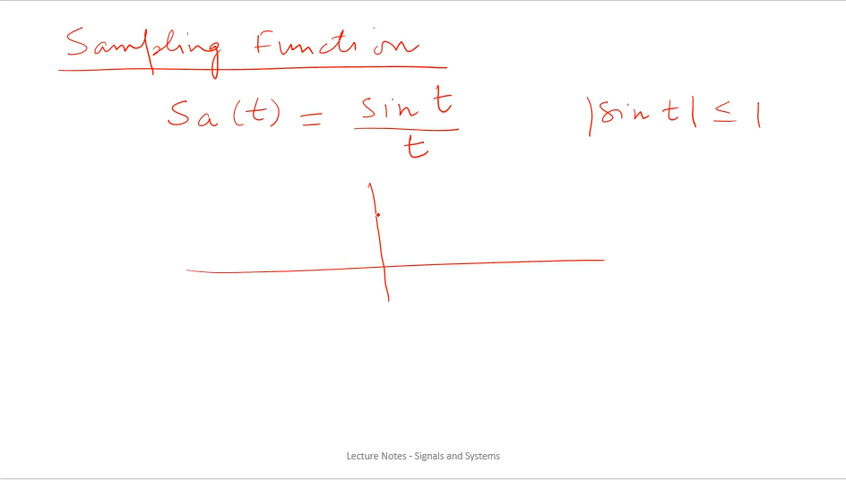 Sampling Function
Sa(t) = sin t / t |sin t| ≤ 1
Lecture Notes - Signals and Systems